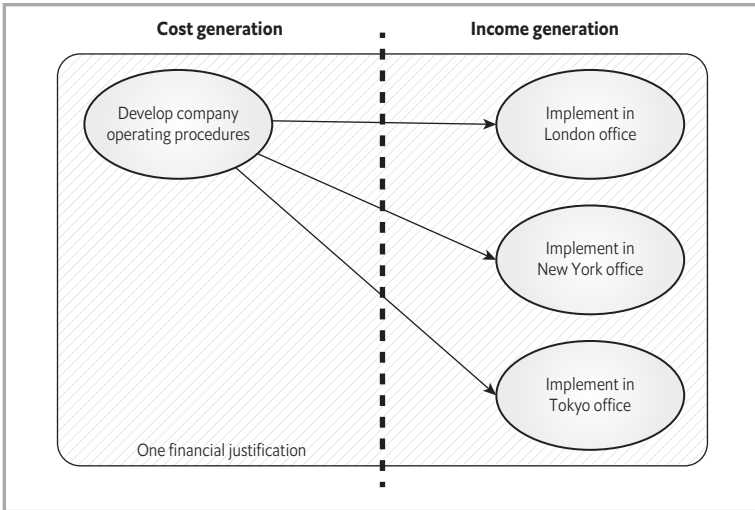 Cost generation
Income generation
Develop company
operating procedures
Implement in
London office
Implement in
New York office
Implement in
Tokyo office
One financial justification